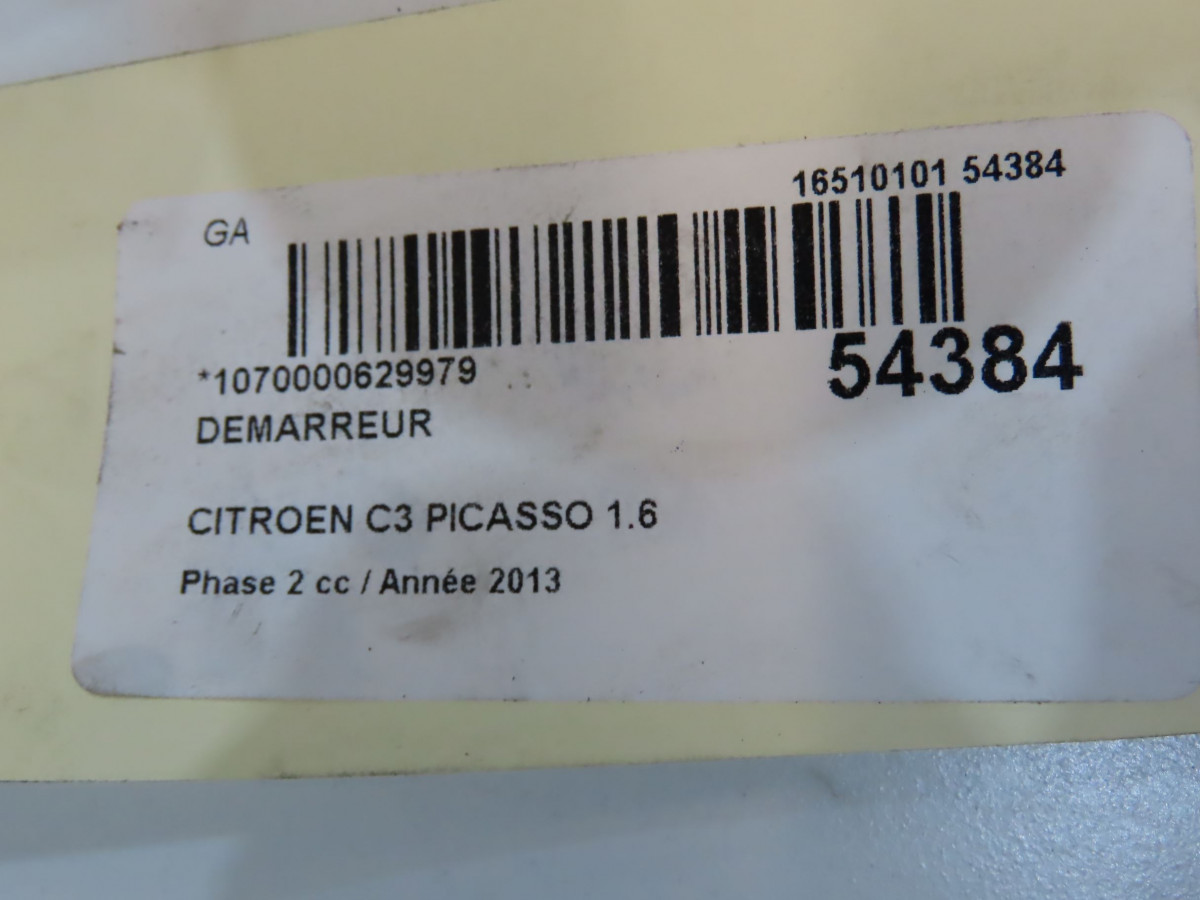 16510101 54384
GA
*1070000629979
54384
DEMARREUR
CITROEN C3 PICASSO 1.6
Phase 2 cc / Année 2013